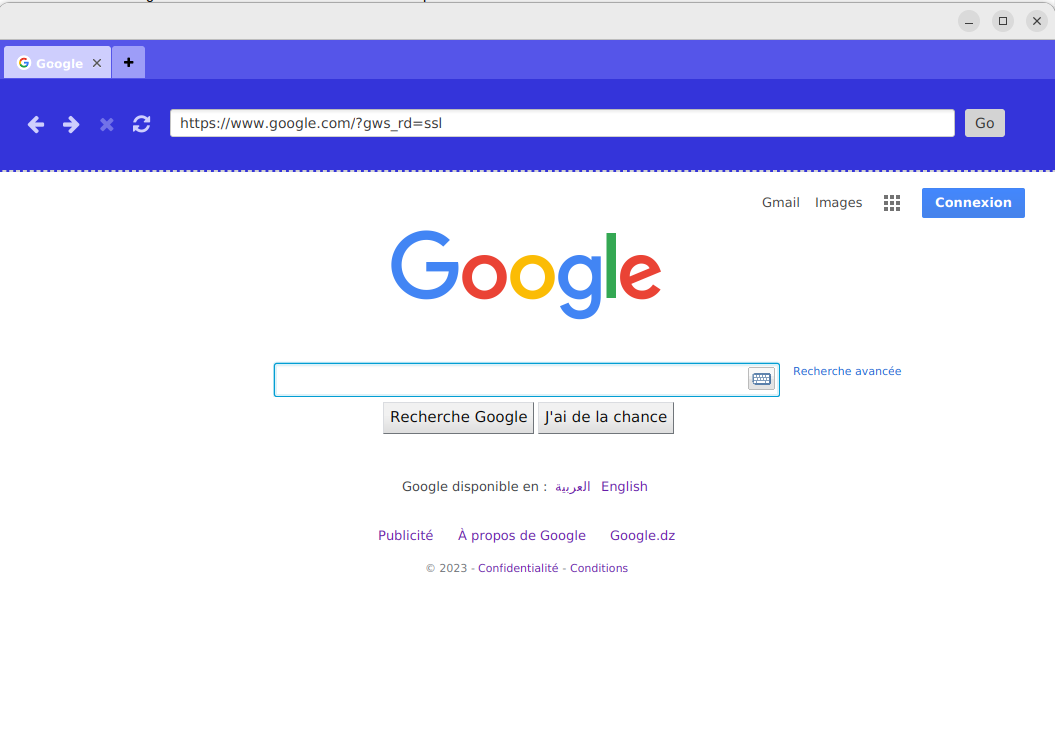 Google
https://www.google.com/?gws_rd=ssl Go
Gmail Images Connexion
Google
Recherche avancée
Recherche Google J'ai de la chance
Google disponible en : العربية English
Publicité À propos de Google Google.dz
© 2023 - Confidentialité - Conditions